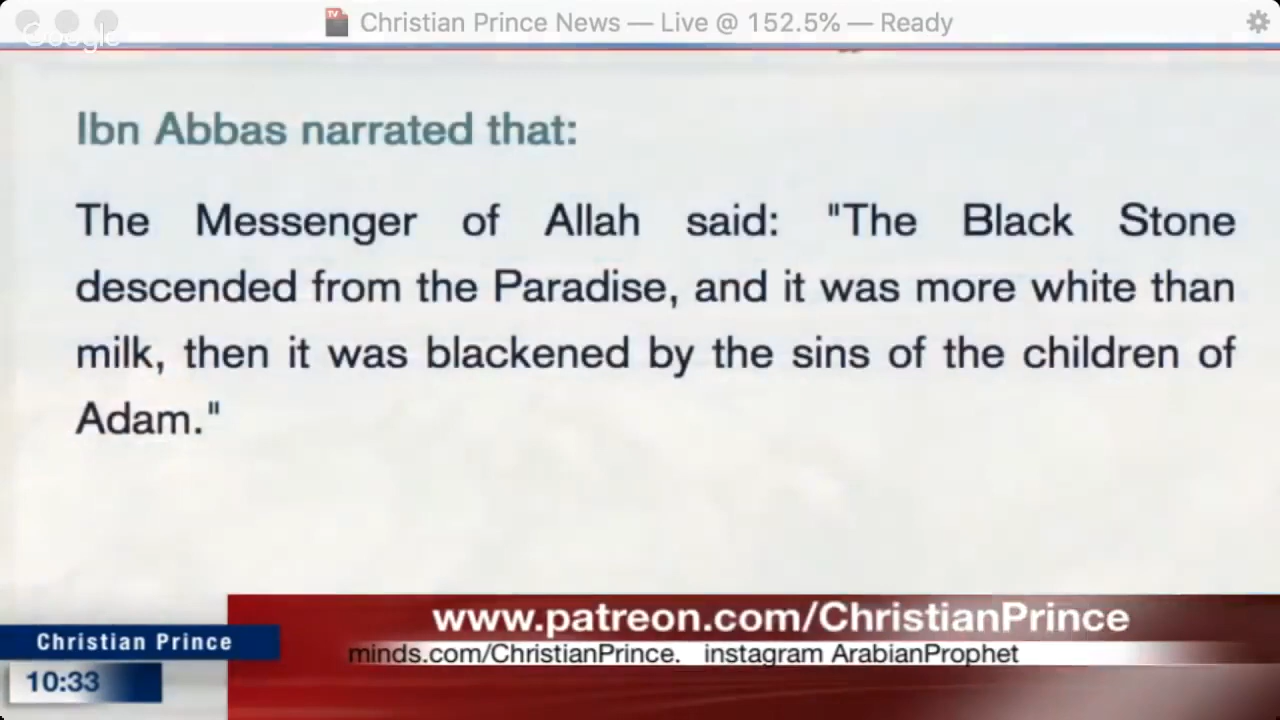 Christian Prince News — Live @ 152.5% — Ready
Google
Ibn Abbas narrated that:
The Messenger of Allah said: "The Black Stone
descended from the Paradise, and it was more white than
milk, then it was blackened by the sins of the children of
Adam."
www.patreon.com/ChristianPrince
Christian Prince
minds.com/ChristianPrince. instagram ArabianProphet
10:33